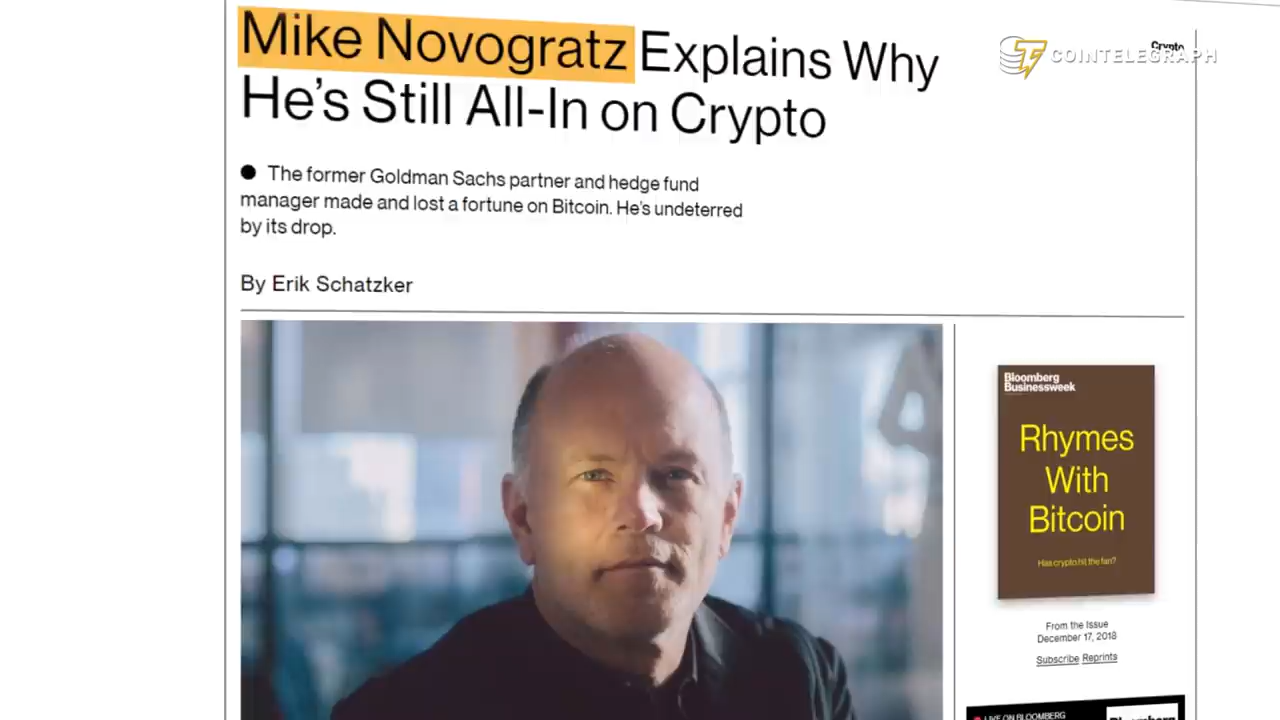 Mike Novogratz Explains Why
He's Still All-In on Crypto
Crypto
COINTELEGRAPH
● The former Goldman Sachs partner and hedge fund
manager made and lost a fortune on Bitcoin. He's undeterred
by its drop.
By Erik Schatzker
Bloomberg
Businessweek
Rhymes
With
Bitcoin
Has crypto hit the fan?
From the Issue
December 17, 2018
Subscribe Reprints
LIVE ON BLOOMBERG
Bloomberg